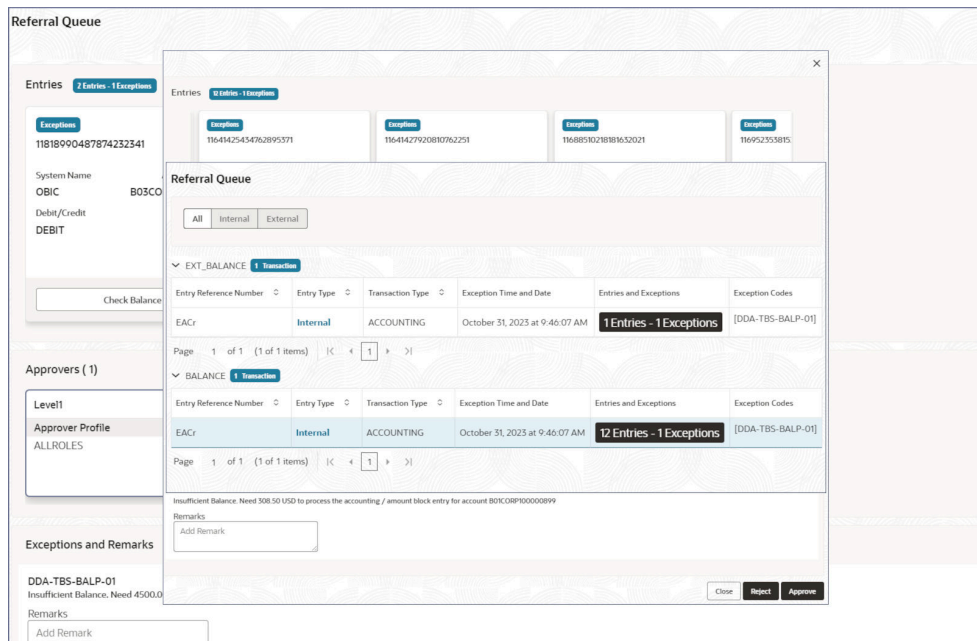 Referral Queue
Entries 2 Entries - 1 Exceptions
Exceptions
11818990487874232341
System Name
OBIC B03CO
Debit/Credit
DEBIT
Check Balance
Approvers ( 1)
Level1
Approver Profile
ALLROLES
Exceptions and Remarks
DDA-TBS-BALP-01
Insufficient Balance. Need 4500.0
Remarks
Add Remark
Entries 12 Entries - 1 Exceptions
Exceptions Exceptions Exceptions Exceptions
11641425434762895371 11641427920810762251 11688510218181632021 116952353815
Referral Queue
All Internal External
EXT_BALANCE 1 Transaction
Entry Reference Number Entry Type Transaction Type Exception Time and Date Entries and Exceptions Exception Codes
EACr Internal ACCOUNTING October 31, 2023 at 9:46:07 AM 1 Entries - 1 Exceptions [DDA-TBS-BALP-01]
Page 1 of 1 (1 of 1 items) 1
BALANCE 1 Transaction
Entry Reference Number Entry Type Transaction Type Exception Time and Date Entries and Exceptions Exception Codes
EACr Internal ACCOUNTING October 31, 2023 at 9:46:07 AM 12 Entries - 1 Exceptions [DDA-TBS-BALP-01]
Page 1 of 1 (1 of 1 items) 1
Insufficient Balance. Need 308.50 USD to process the accounting / amount block entry for account B01CORP100000899
Remarks
Add Remark
Close Reject Approve